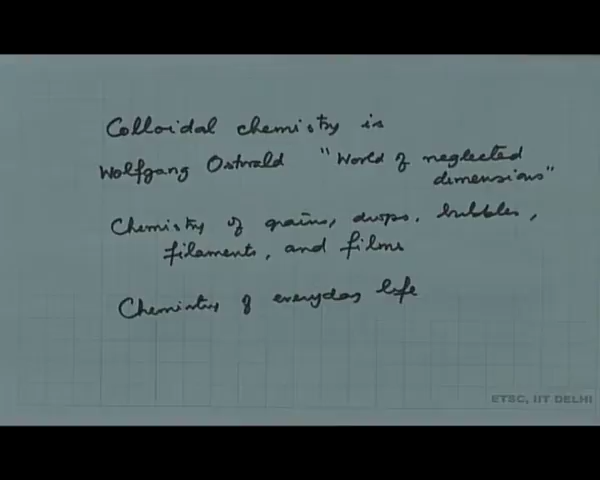 Colloidal chemistry is
Wolfgang Ostwald "World of neglected
dimensions"
Chemistry of grains, drops, bubbles,
filaments, and films
Chemistry of everyday life
ETSC, IIT DELHI